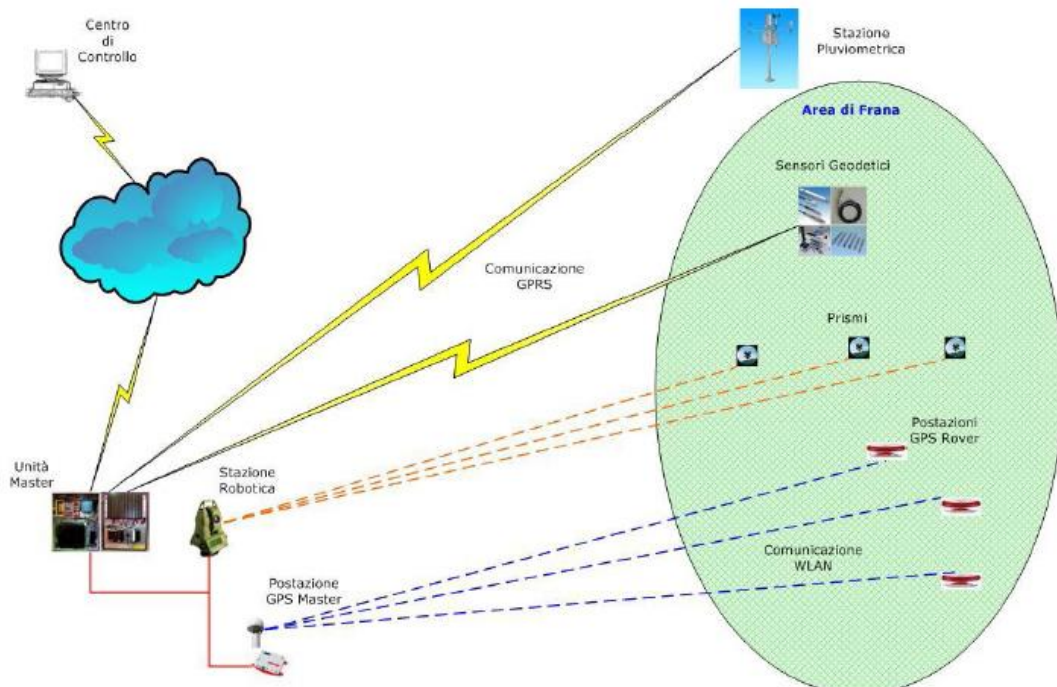 Centro
di
Controllo
Stazione
Pluviometrica
Area di Frana
Sensori Geodetici
Comunicazione
GPRS
Prismi
Postazioni
GPS Rover
Unità
Master
Stazione
Robotica
Comunicazione
WLAN
Postazione
GPS Master